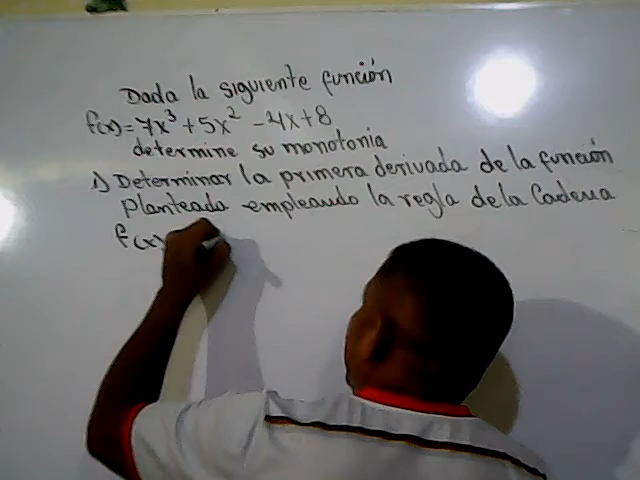 Dada la siguiente función
f(x)= 7x³ + 5x² - 4x + 8
determine su monotonia
1) Determinar la primera derivada de la función
planteada empleando la regla de la Cadena
f(x)